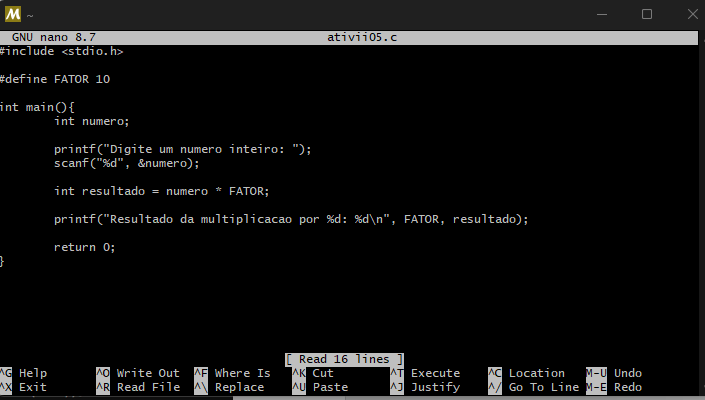 M ~
GNU nano 8.7 ativii05.c
#include <stdio.h>
#define FATOR 10
int main(){
int numero;
printf("Digite um numero inteiro: ");
scanf("%d", &numero);
int resultado = numero * FATOR;
printf("Resultado da multiplicacao por %d: %d\n", FATOR, resultado);
return 0;
}
[ Read 16 lines ]
^G Help ^O Write Out ^F Where Is ^K Cut ^T Execute ^C Location M-U Undo
^X Exit ^R Read File ^\ Replace ^U Paste ^J Justify ^/ Go To Line M-E Redo